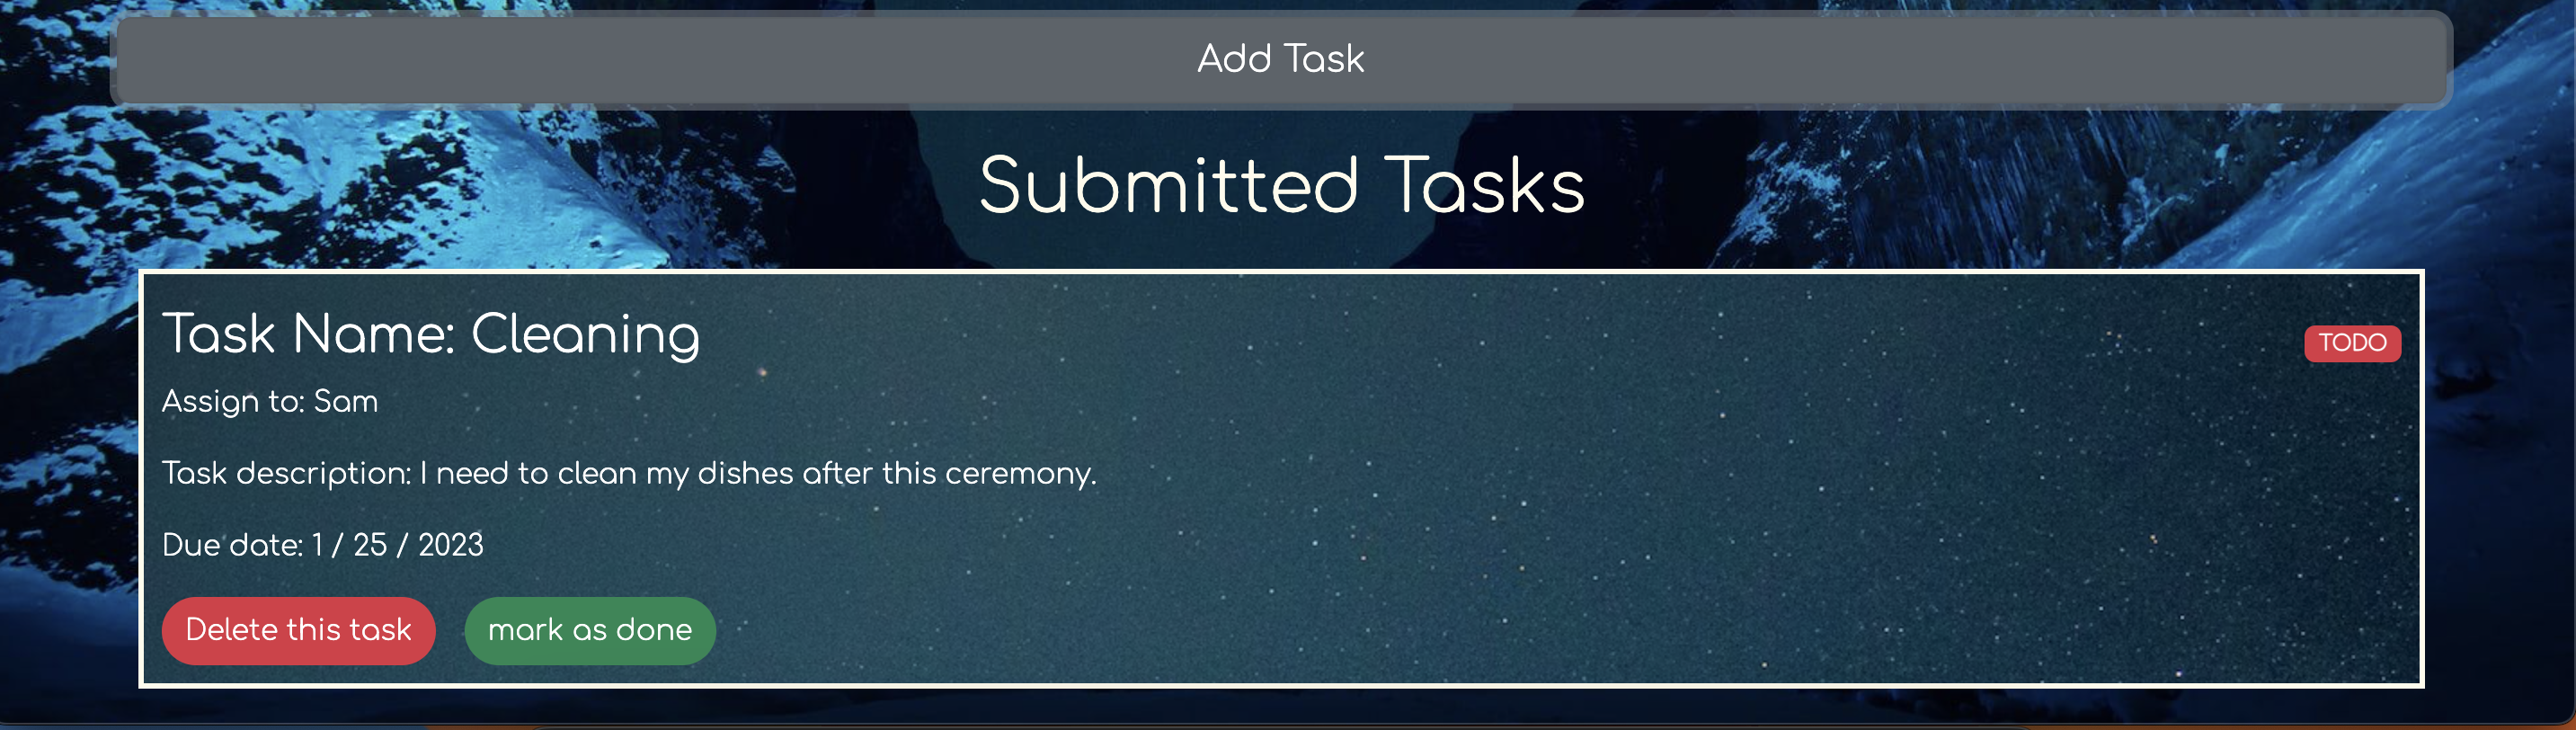 Add Task
Submitted Tasks
Task Name: Cleaning
TODO
Assign to: Sam
Task description: I need to clean my dishes after this ceremony.
Due date: 1 / 25 / 2023
Delete this task
mark as done